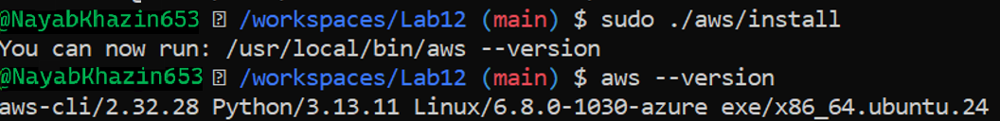 @NayabKhazin653 /workspaces/Lab12 (main) $ sudo ./aws/install
You can now run: /usr/local/bin/aws --version
@NayabKhazin653 /workspaces/Lab12 (main) $ aws --version
aws-cli/2.32.28 Python/3.13.11 Linux/6.8.0-1030-azure exe/x86_64.ubuntu.24